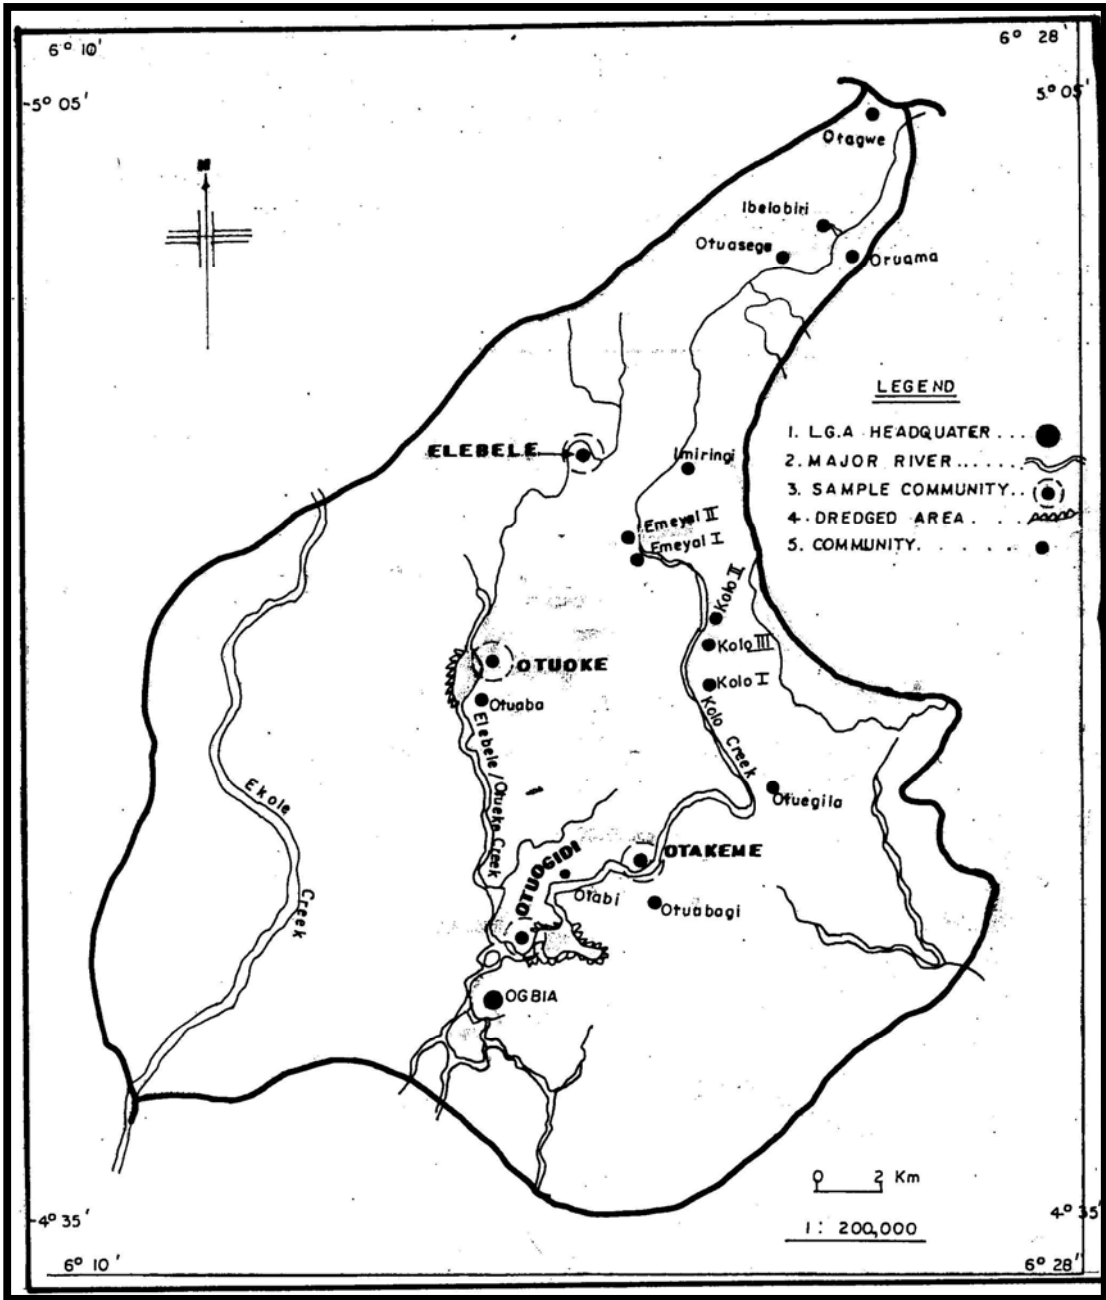 6° 10'
6° 28'
5° 05'
5° 05'
N
Otagwe
Ibelobiri
Otuasega
Oruama
LEGEND
1. L.G.A HEADQUATER ...
2. MAJOR RIVER ......
3. SAMPLE COMMUNITY..
4. DREDGED AREA . . .
5. COMMUNITY. . . . . .
ELEBELE
Imiringi
Emeyal II
Emeyal I
Kolo II
Kolo III
Kolo I
OTUOKE
Otuaba
Elebele/Otueke Creek
Kolo Creek
Ekole
Creek
Otuegila
OTUOGIDI
OTAKEME
Otabi
Otuabagi
OGBIA
0 2 Km
1: 200,000
4° 35'
4° 35'
6° 10'
6° 28'